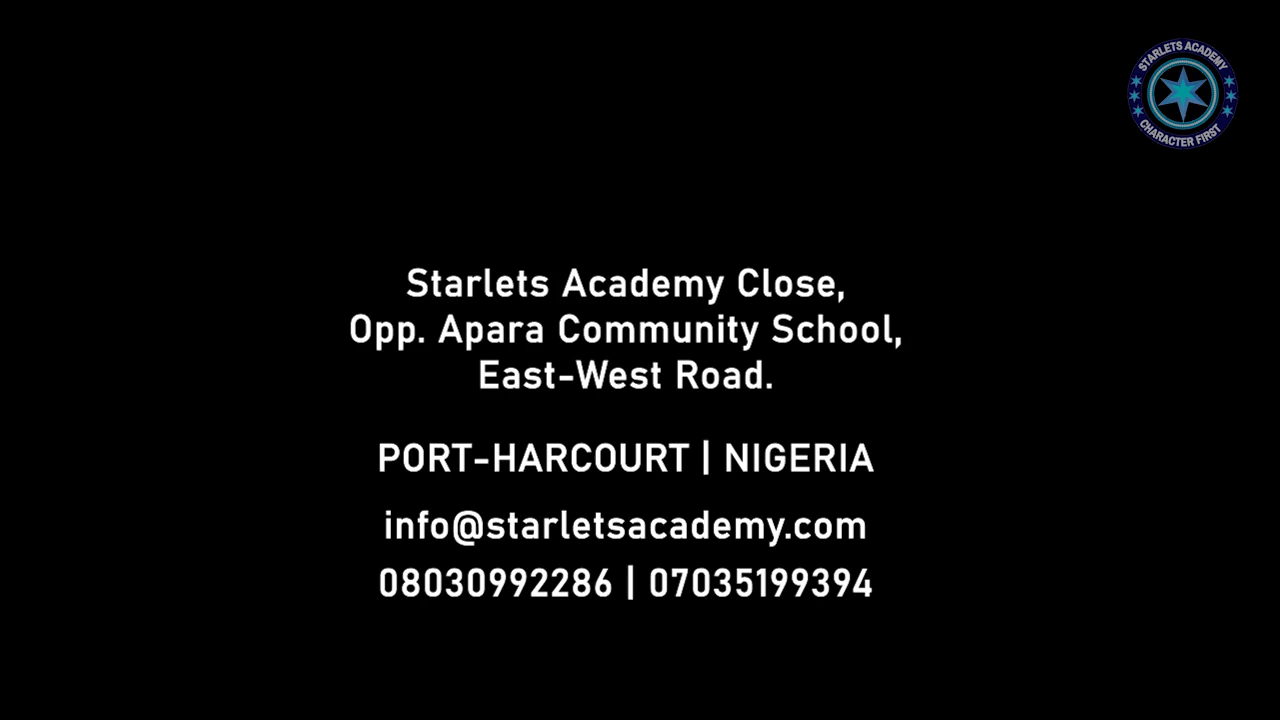 STARLETS ACADEMY
CHARACTER FIRST
Starlets Academy Close,
Opp. Apara Community School,
East-West Road.
PORT-HARCOURT | NIGERIA
info@starletsacademy.com
08030992286 | 07035199394